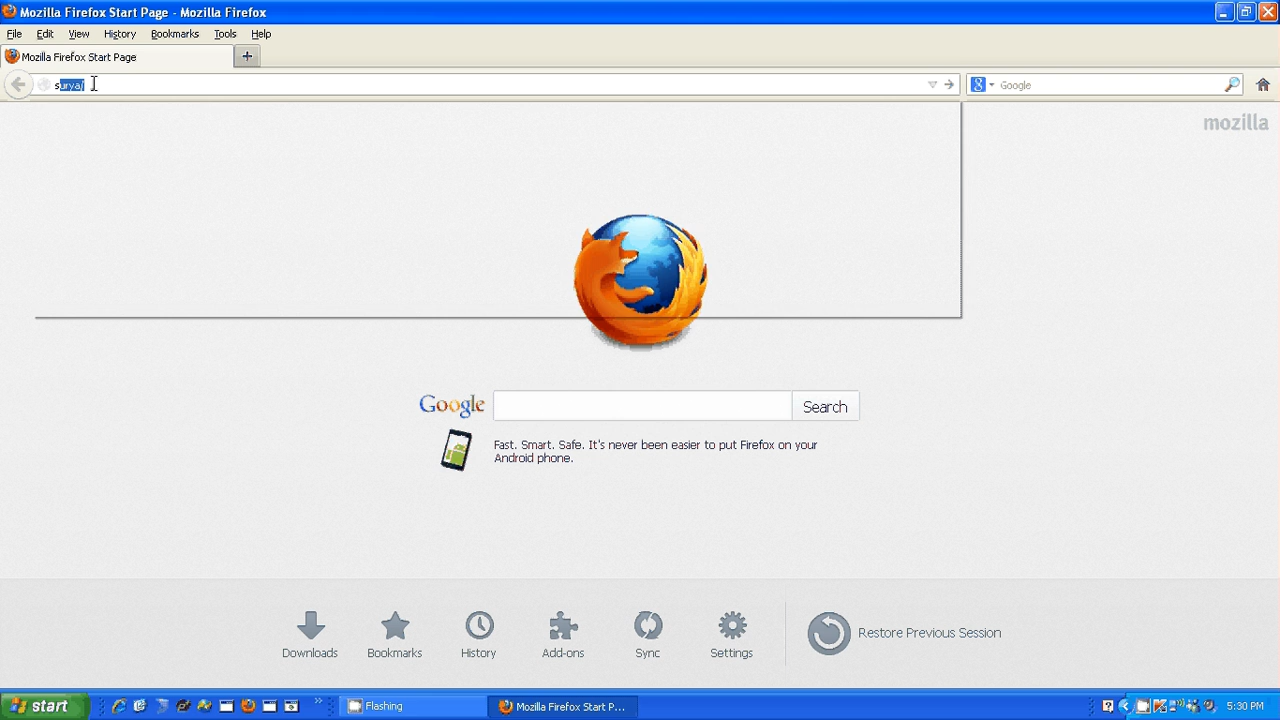 Mozilla Firefox Start Page - Mozilla Firefox
File Edit View History Bookmarks Tools Help
Mozilla Firefox Start Page
surya/
Google
mozilla
Google
Search
Fast. Smart. Safe. It's never been easier to put Firefox on your
Android phone.
Downloads Bookmarks History Add-ons Sync Settings Restore Previous Session
start Flashing Mozilla Firefox Start P... 5:30 PM